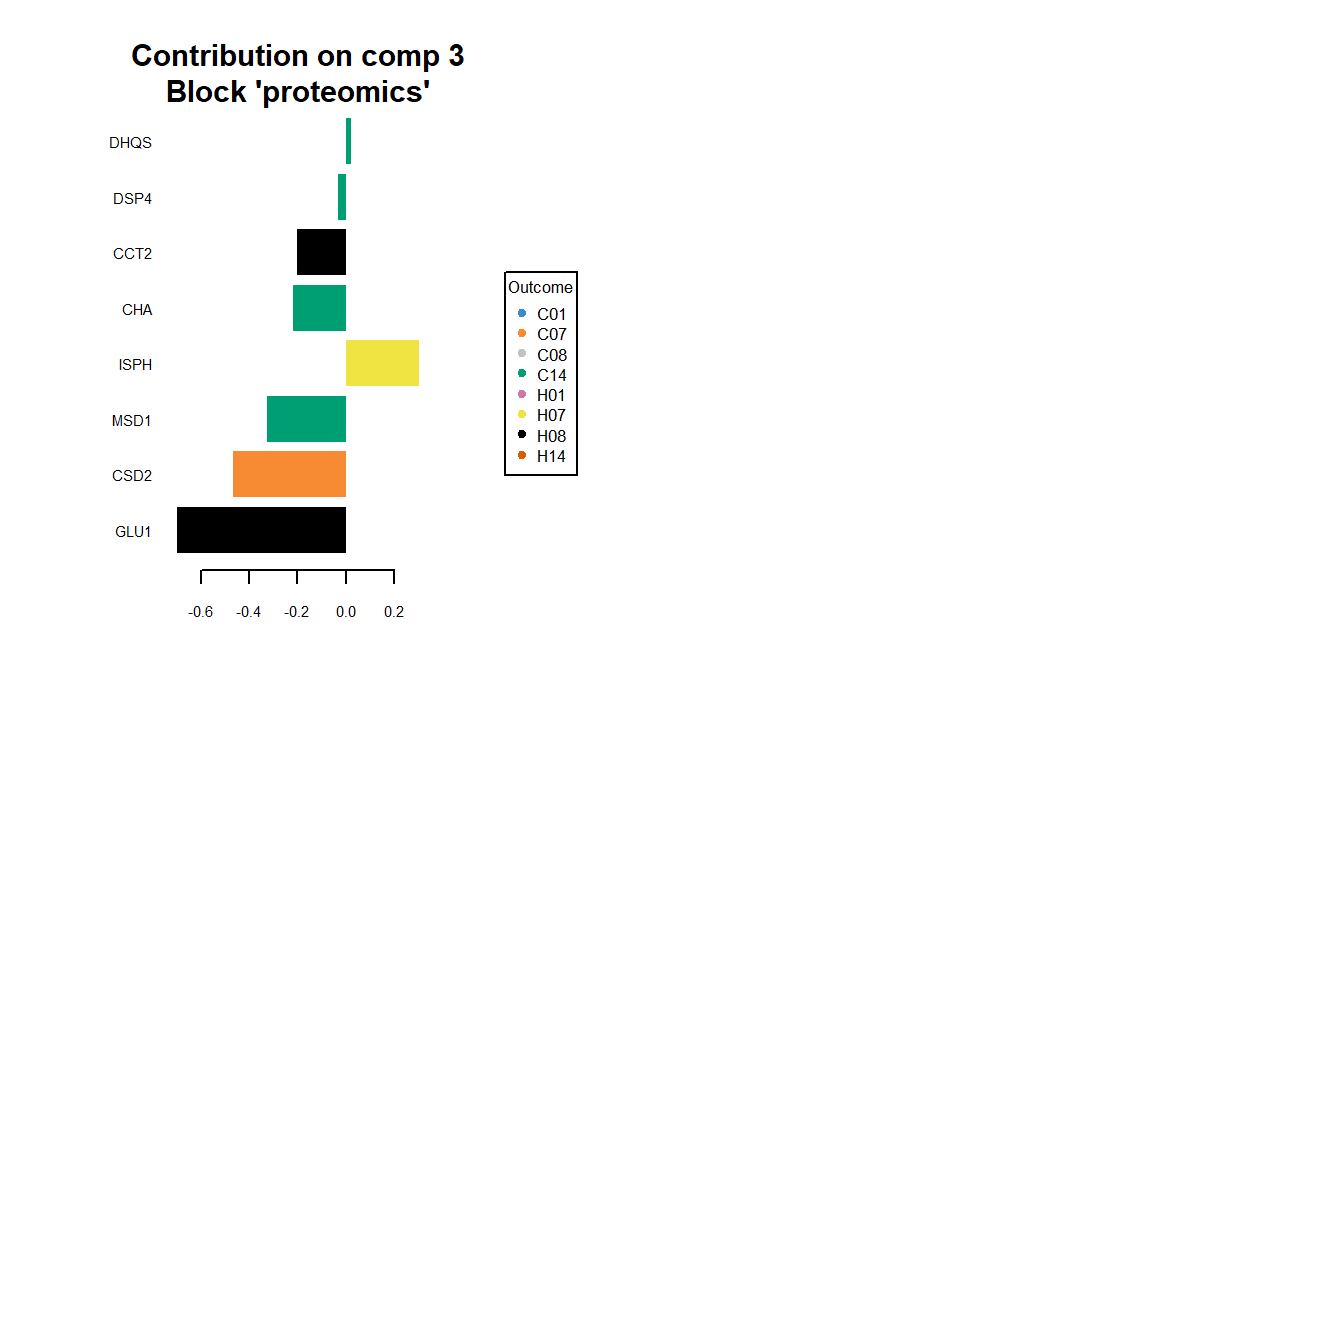 Contribution on comp 3
Block 'proteomics'
DHQS
DSP4
CCT2
CHA
ISPH
MSD1
CSD2
GLU1
-0.6 -0.4 -0.2 0.0 0.2
Outcome
C01
C07
C08
C14
H01
H07
H08
H14